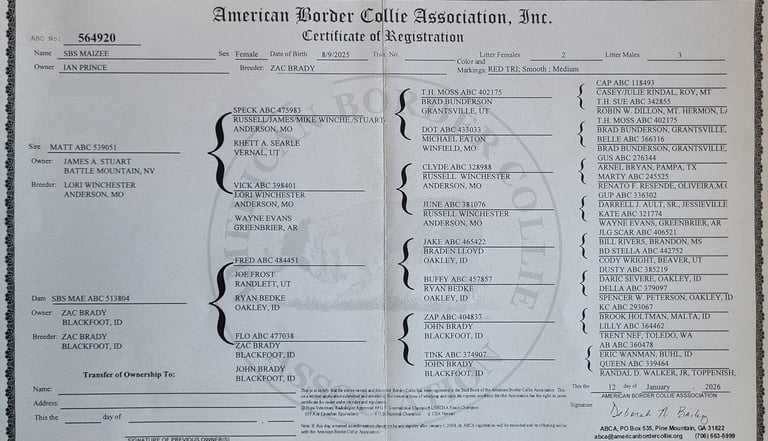 American Border Collie Association, Inc.
Certificate of Registration
ABC No: 564920
Name SBS MAIZEE Sex Female Date of Birth 8/9/2025 No. Litter Females 2 Litter Males 3
Owner IAN PRINCE Breeder: ZAC BRADY Color and Markings: RED TRI; Smooth ; Medium
Sire MATT ABC 539051
Owner: JAMES A. STUART
BATTLE MOUNTAIN, NV
Breeder: LORI WINCHESTER
ANDERSON, MO
Dam SBS MAE ABC 513804
Owner: ZAC BRADY
BLACKFOOT, ID
Breeder: ZAC BRADY
BLACKFOOT, ID
SPECK ABC 475983
RUSSELL/JAMES/MIKE WINCHE/STUART
ANDERSON, MO
RHETT A. SEARLE
VERNAL, UT
VICK ABC 398401
LORI WINCHESTER
ANDERSON, MO
WAYNE EVANS
GREENBRIER, AR
FRED ABC 484451
JOE FROST
RANDLETT, UT
RYAN BEDKE
OAKLEY, ID
FLO ABC 477038
ZAC BRADY
BLACKFOOT, ID
JOHN BRADY
BLACKFOOT, ID
T.H. MOSS ABC 402175
BRAD BUNDERSON
GRANTSVILLE, UT
DOT ABC 433033
MICHAEL EATON
WINFIELD, MO
CLYDE ABC 328988
RUSSELL WINCHESTER
ANDERSON, MO
JUNE ABC 381076
RUSSELL WINCHESTER
ANDERSON, MO
JAKE ABC 465422
BRADEN LLOYD
OAKLEY, ID
BUFFY ABC 457857
RYAN BEDKE
OAKLEY, ID
ZAP ABC 404837
JOHN BRADY
BLACKFOOT, ID
TINK ABC 374907
JOHN BRADY
BLACKFOOT, ID
CAP ABC 118493
CASEY/JULIE RINDAL, ROY, MT
T.H. SUE ABC 342855
ROBIN W. DILLON, MT. HERMON, LA
T.H. MOSS ABC 402175
BRAD BUNDERSON, GRANTSVILLE,
BELLE ABC 366316
BRAD BUNDERSON, GRANTSVILLE,
GUS ABC 276344
ARNEL BRYAN, PAMPA, TX
MARTY ABC 245525
RENATO F. RESENDE, OLIVEIRA,M.G
GUP ABC 336302
DARRELL J. AULT, SR., JESSIEVILLE
KATE ABC 321774
WAYNE EVANS, GREENBRIER, AR
JLG SCAR ABC 406521
BILL RIVERS, BRANDON, MS
BD STELLA ABC 442752
CODY WRIGHT, BEAVER, UT
DUSTY ABC 385219
DARIC SEVERE, OAKLEY, ID
DELLA ABC 379097
SPENCER W. PETERSON, OAKLEY, ID
KC ABC 293067
BROOK HOLTMAN, MALTA, ID
LILLY ABC 364462
TRENT NEF, TOLEDO, WA
AB ABC 360478
ERIC WANMAN, BUHL, ID
QUEEN ABC 339464
RANDAL D. WALKER, JR, TOPPENISH,
Transfer of Ownership To:
Name:
Address:
This the day of
SIGNATURE OF PREVIOUS OWNER(S)
This the 12 day of January 2026
AMERICAN BORDER COLLIE ASSSOCIATION
Signature Deborah N Bailey
ABCA, PO Box 535, Pine Mountain, GA 31822
abca@americanbordercollie.org (706) 663-5999
AMERICAN BORDER COLLIE